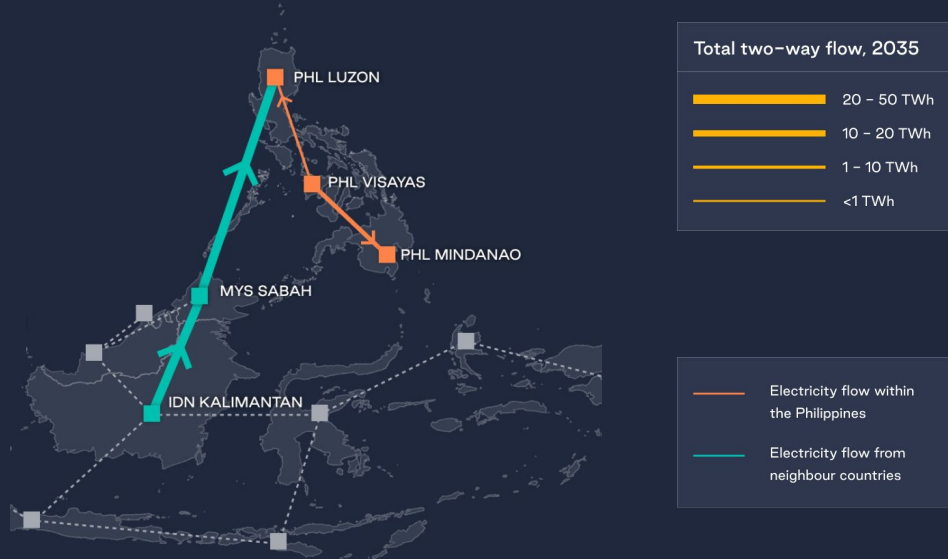 PHL LUZON
PHL VISAYAS
PHL MINDANAO
MYS SABAH
IDN KALIMANTAN
Total two-way flow, 2035
20 – 50 TWh
10 – 20 TWh
1 – 10 TWh
<1 TWh
Electricity flow within
the Philippines
Electricity flow from
neighbour countries